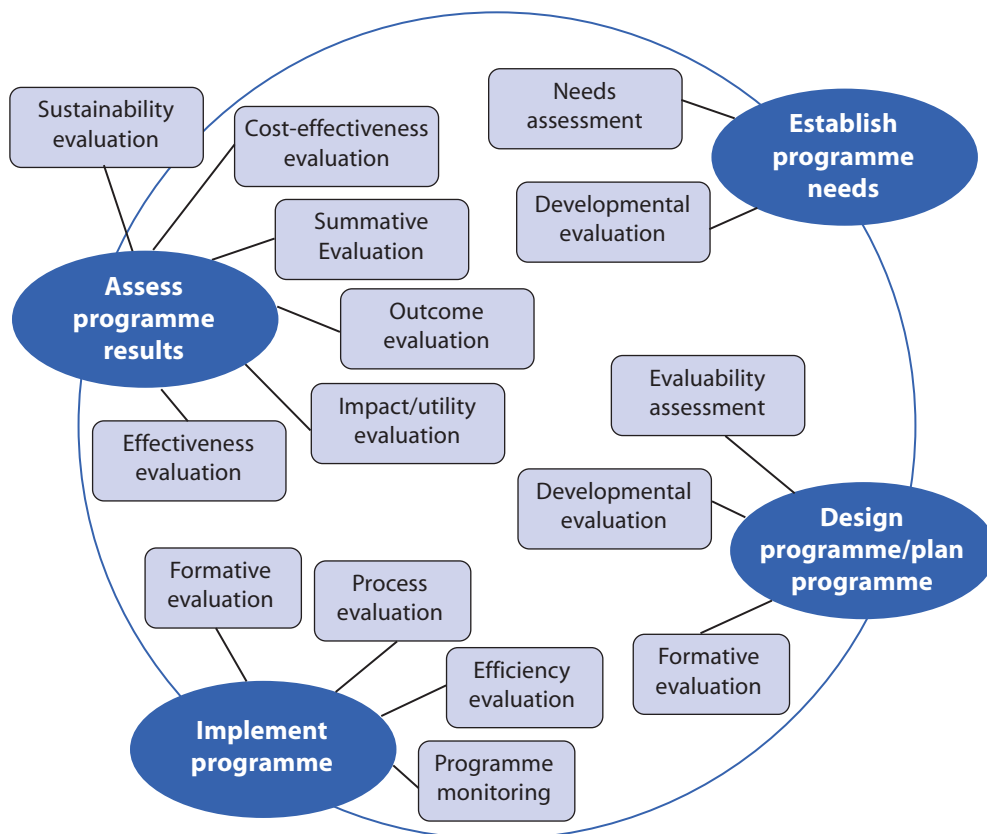 Sustainability
evaluation
Cost-effectiveness
evaluation
Summative
Evaluation
Outcome
evaluation
Impact/utility
evaluation
Effectiveness
evaluation
Assess
programme
results
Needs
assessment
Developmental
evaluation
Establish
programme
needs
Evaluability
assessment
Developmental
evaluation
Formative
evaluation
Design
programme/plan
programme
Formative
evaluation
Process
evaluation
Efficiency
evaluation
Programme
monitoring
Implement
programme